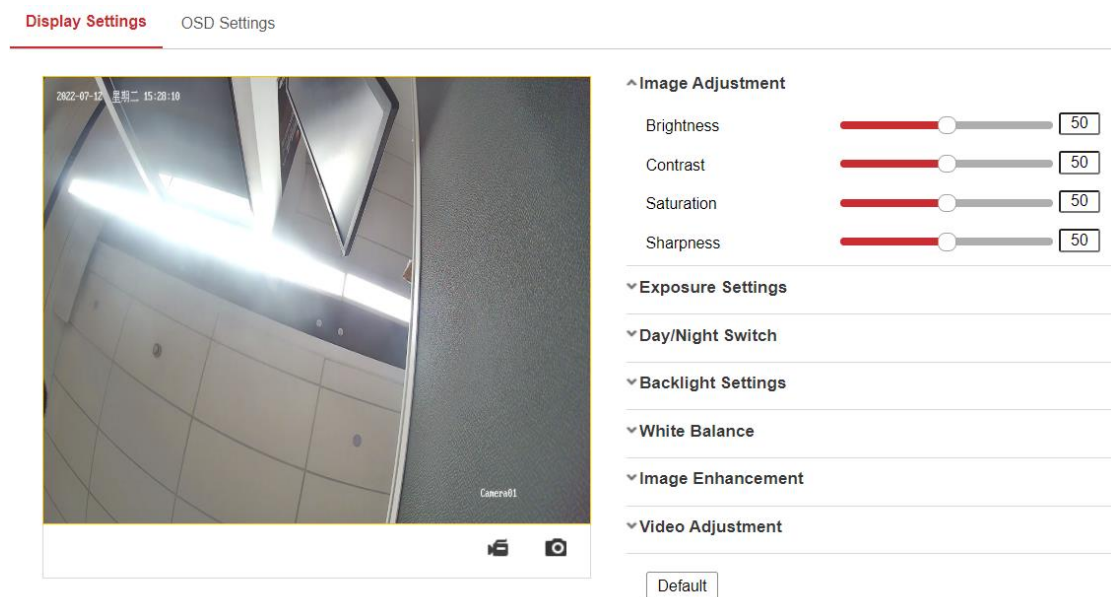 Display Settings OSD Settings
2022-07-12 星期二 15:28:10
Camera01
Image Adjustment
Brightness 50
Contrast 50
Saturation 50
Sharpness 50
Exposure Settings
Day/Night Switch
Backlight Settings
White Balance
Image Enhancement
Video Adjustment
Default